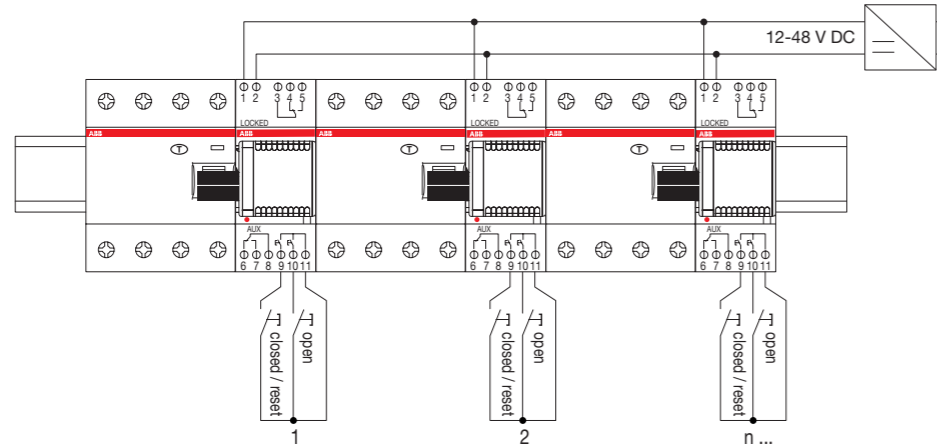 12-48 V DC
1 2 3 4 5 1 2 3 4 5 1 2 3 4 5
LOCKED LOCKED LOCKED
ABB ABB ABB ABB ABB ABB
T T T
AUX AUX AUX
6 7 8 9 10 11 6 7 8 9 10 11 6 7 8 9 10 11
closed / reset
open
closed / reset
open
closed / reset
open
1 2 n ...